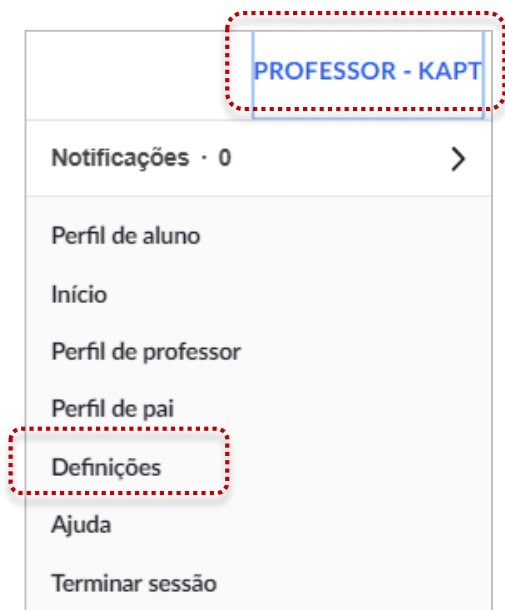 PROFESSOR - KAPT
Notificações · 0
Perfil de aluno
Início
Perfil de professor
Perfil de pai
Definições
Ajuda
Terminar sessão